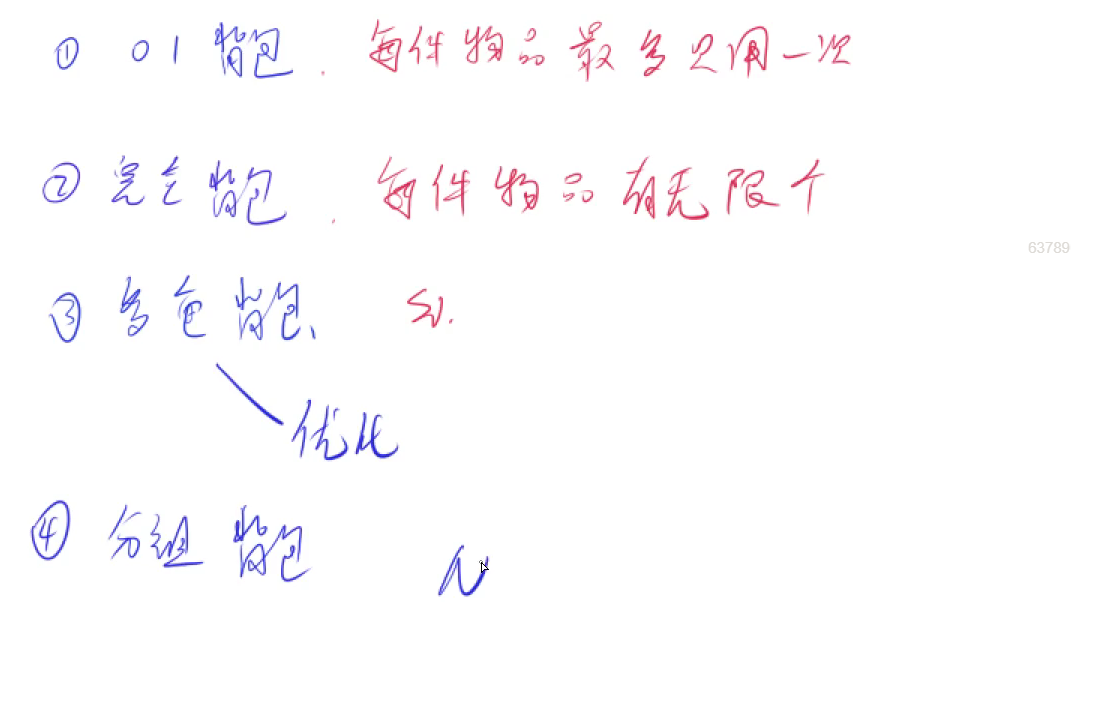 ① 01背包. 每件物品最多只用一次
② 完全背包. 每件物品有无限个
63789
③ 多重背包、 Si.
优化
④ 分组背包 N